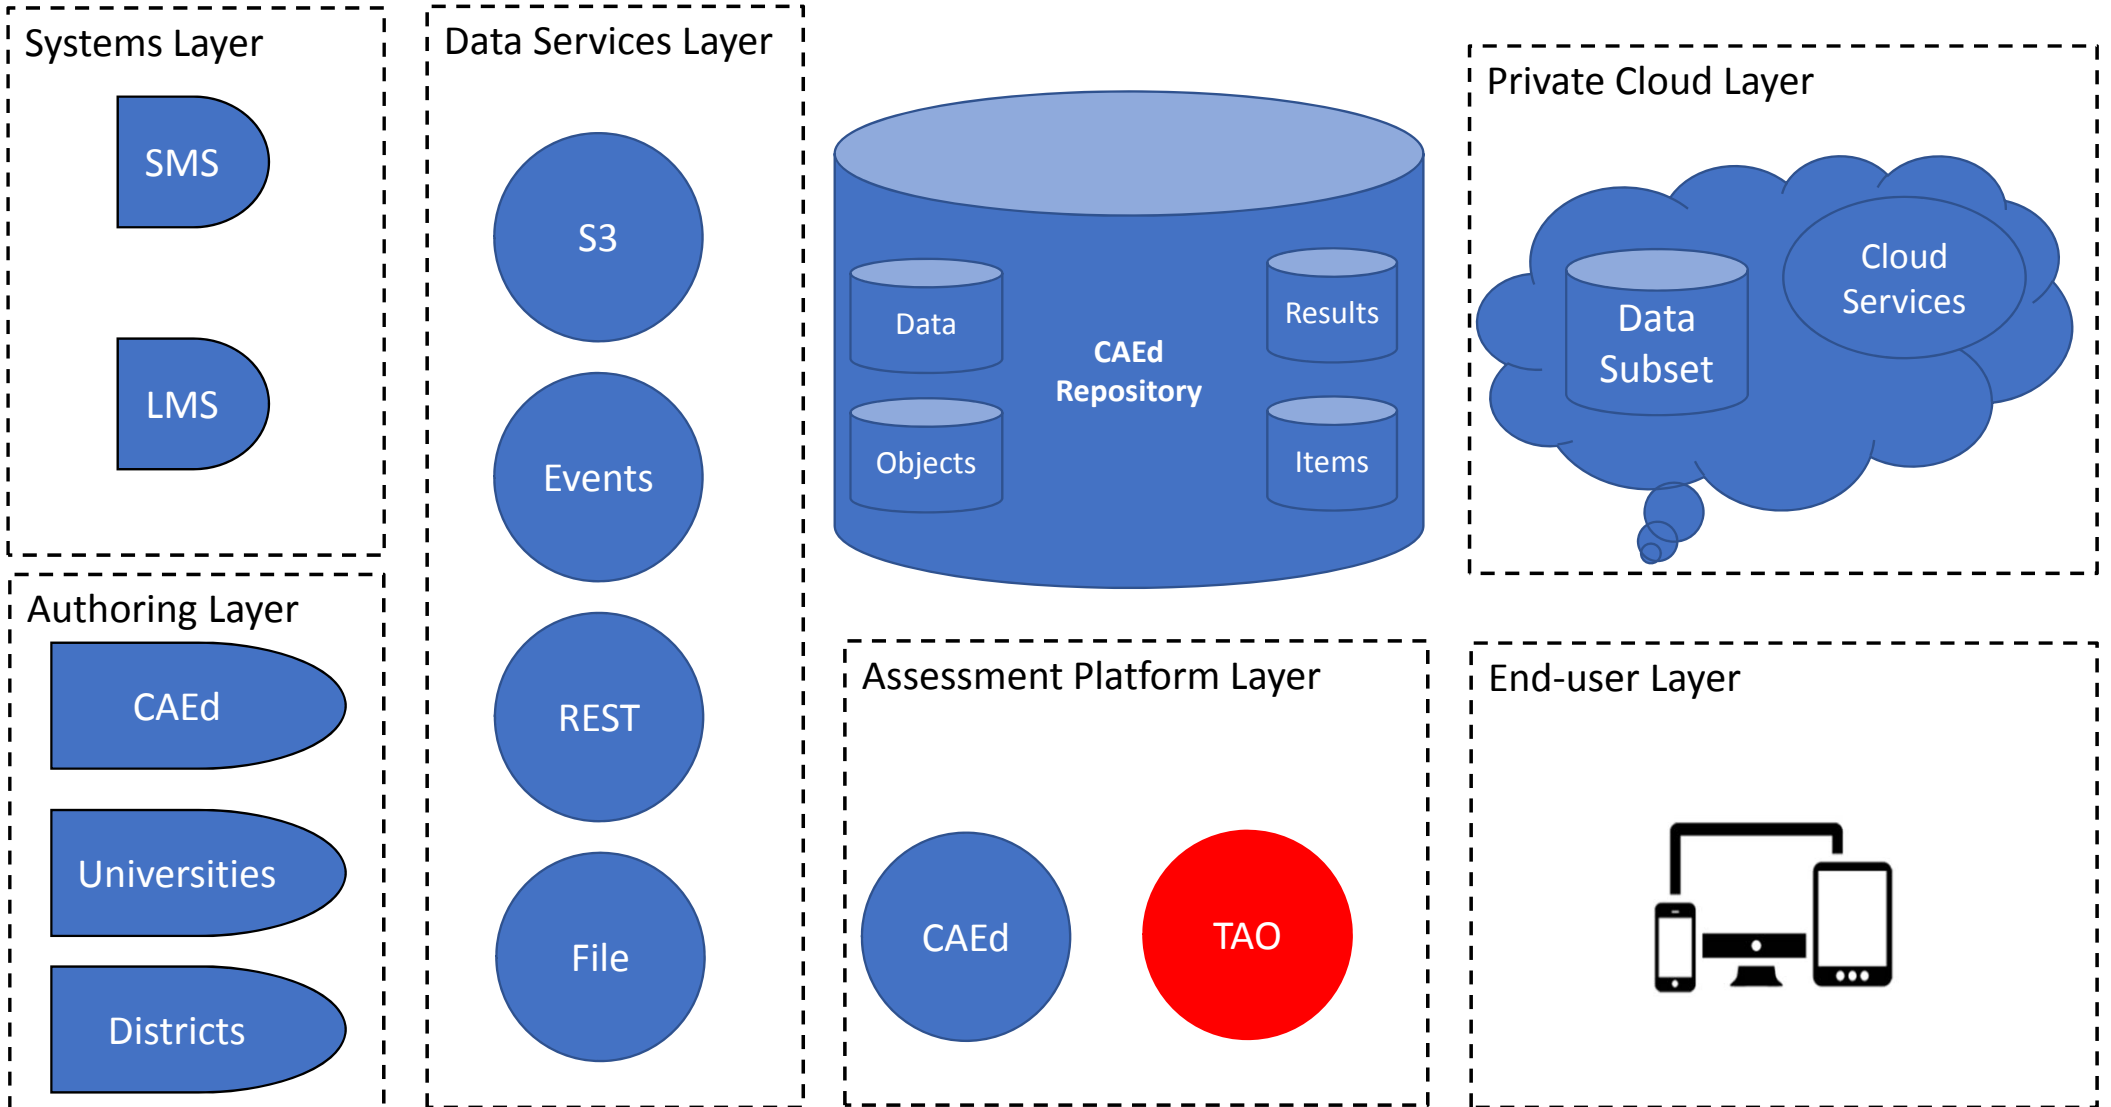 Systems Layer
SMS
LMS
Authoring Layer
CAEd
Universities
Districts
Data Services Layer
S3
Events
REST
File
Data
Objects
CAEd
Repository
Results
Items
Assessment Platform Layer
CAEd
TAO
Private Cloud Layer
Data
Subset
Cloud
Services
End-user Layer